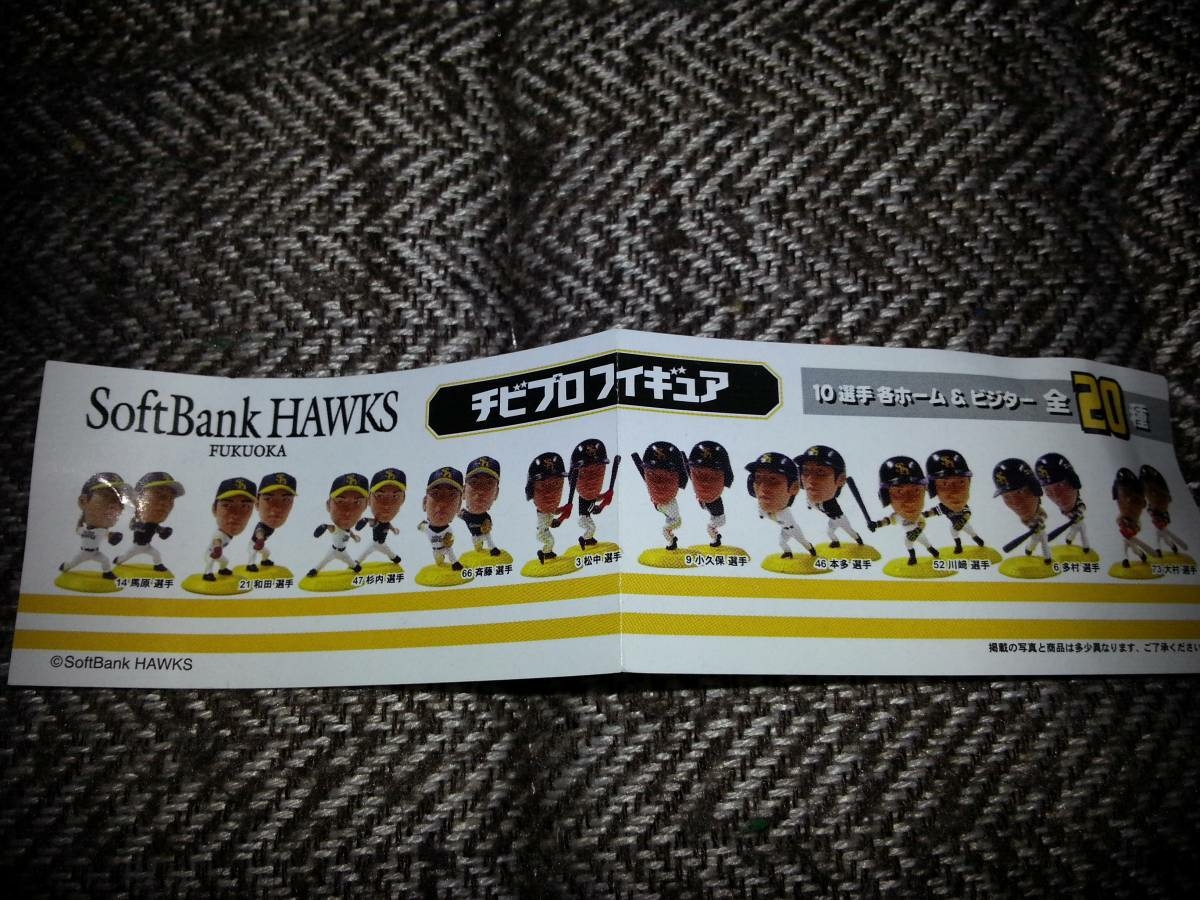 SoftBank HAWKS
FUKUOKA
チビプロ フィギュア
10 選手 各ホーム & ビジター 全20種
14 馬原 選手
21 和田 選手
47 杉内 選手
66 斉藤 選手
3 松中 選手
9 小久保 選手
46 本多 選手
52 川﨑 選手
6 多村 選手
73 大村 選手
©SoftBank HAWKS
掲載の写真と商品は多少異なります、ご了承ください